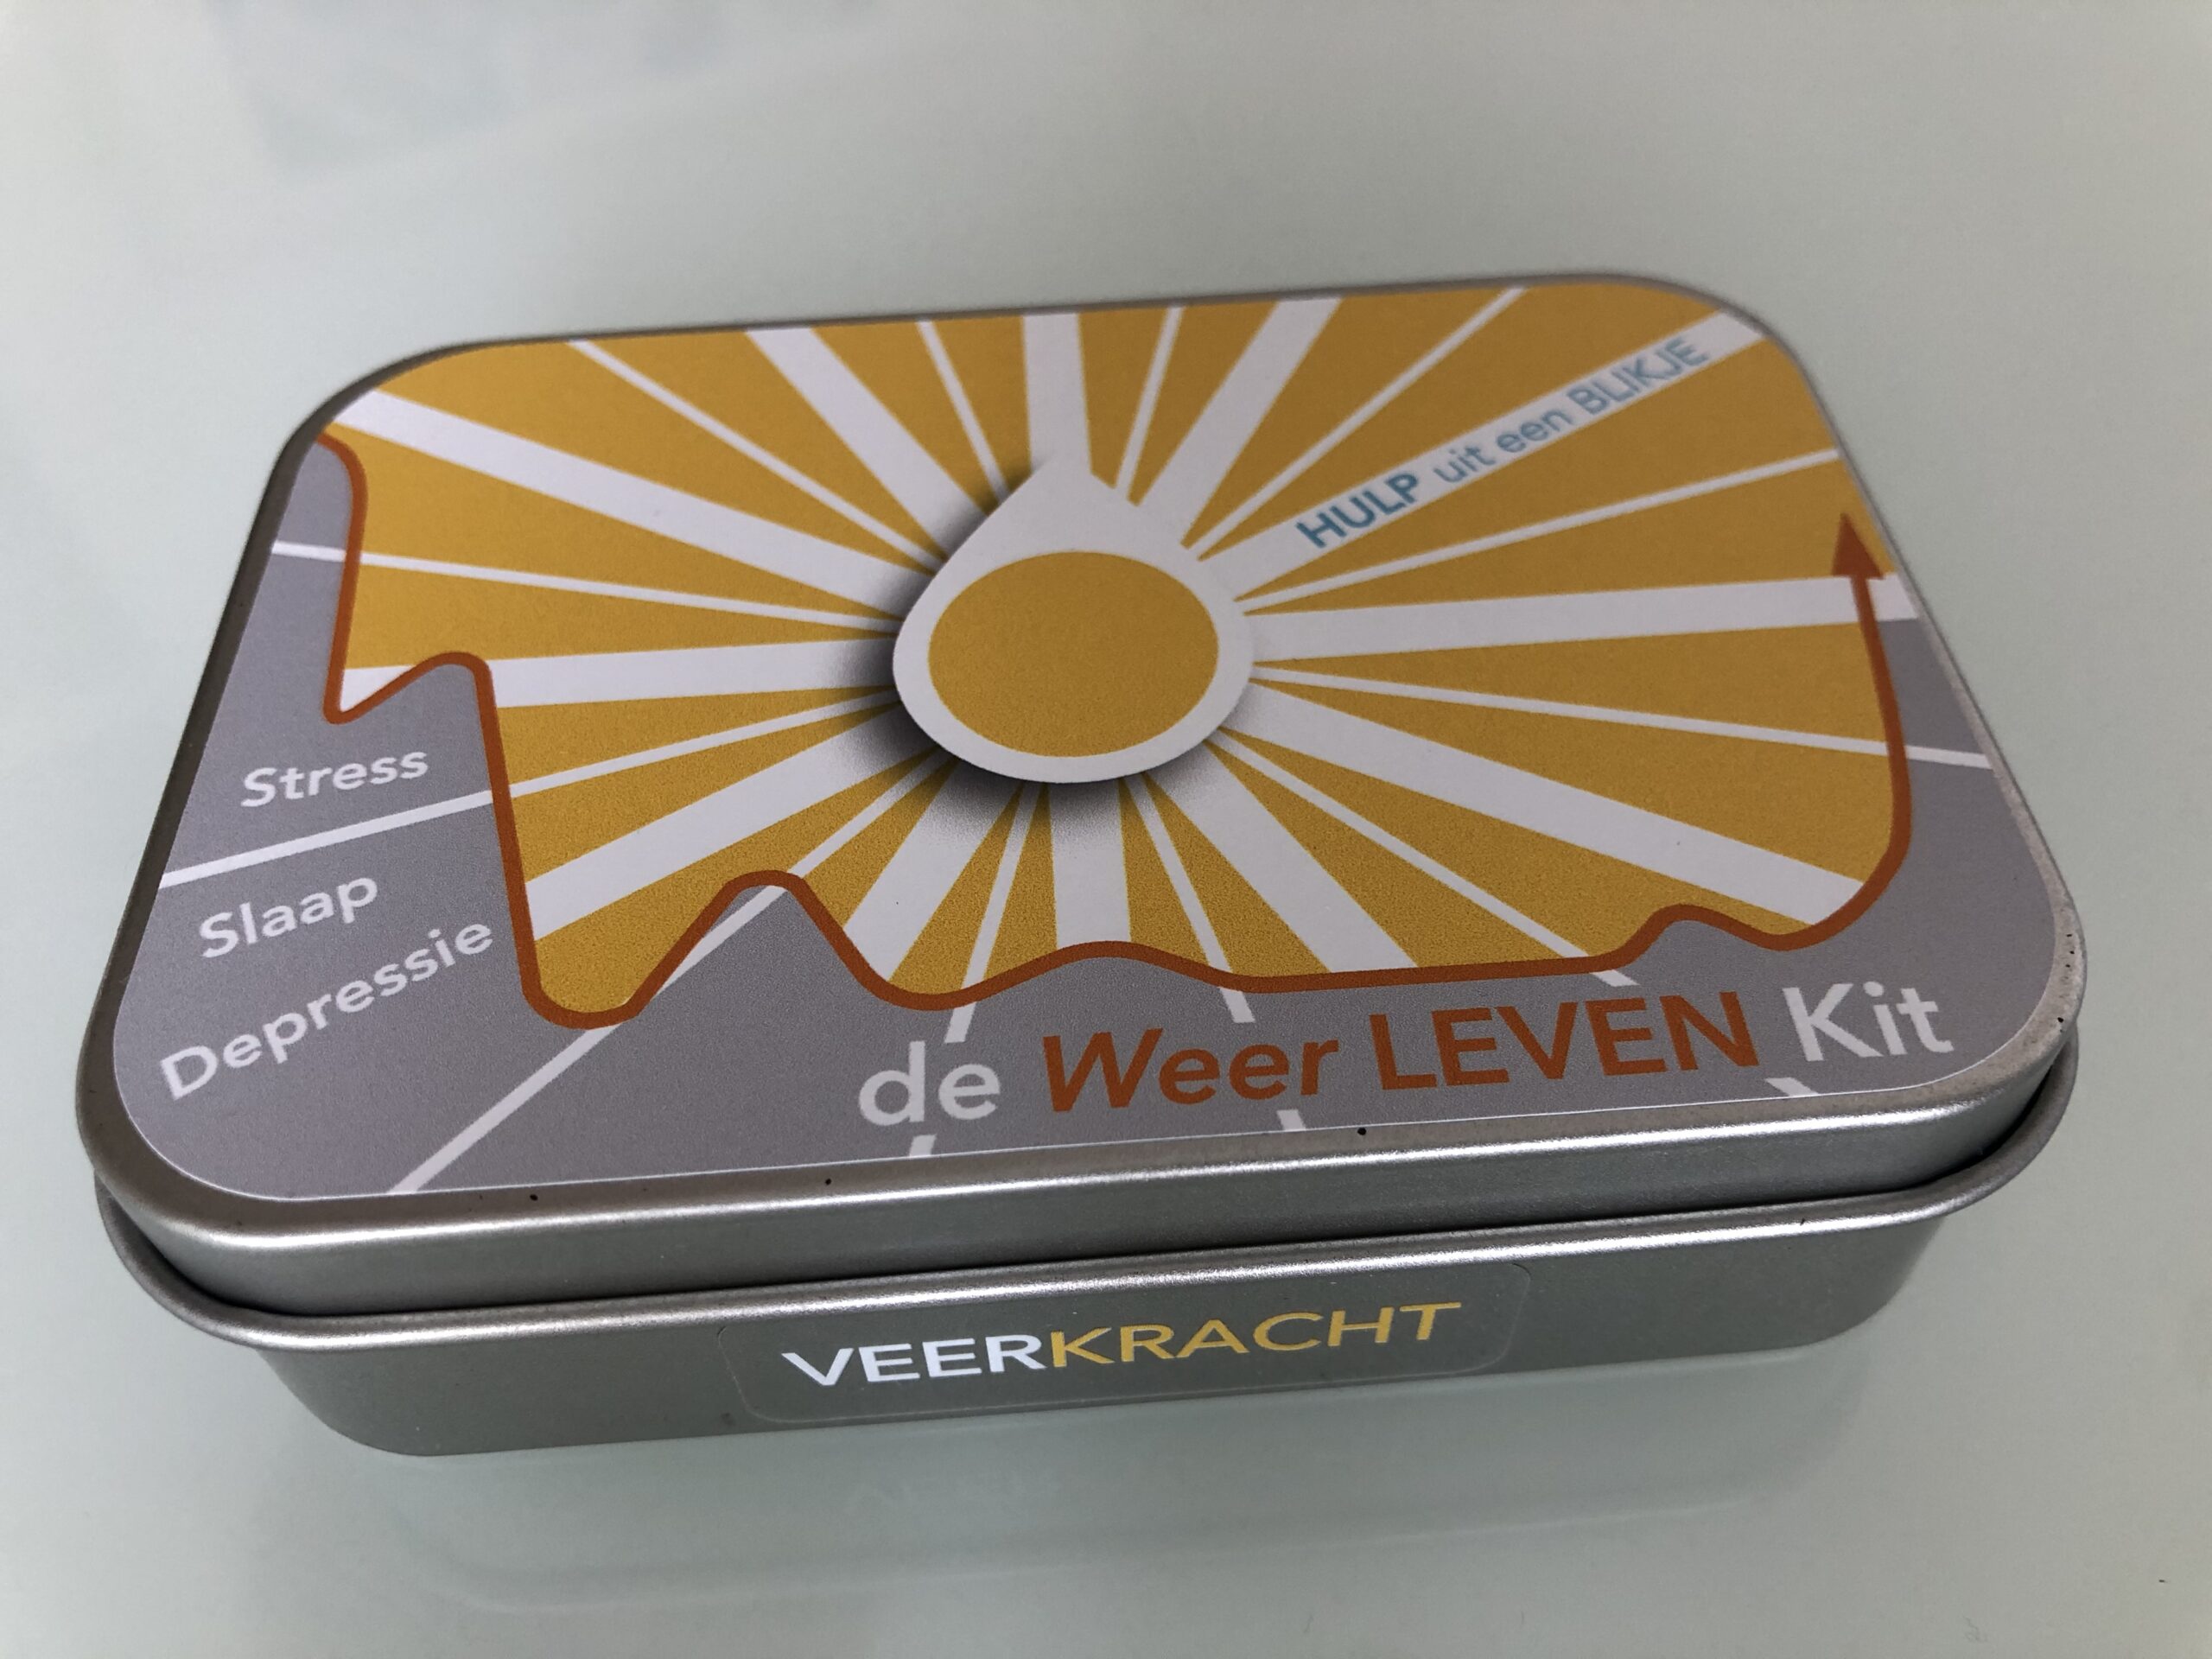 HULP uit een BLIKJE
Stress
Slaap
Depressie
de Weer LEVEN Kit
VEERKRACHT